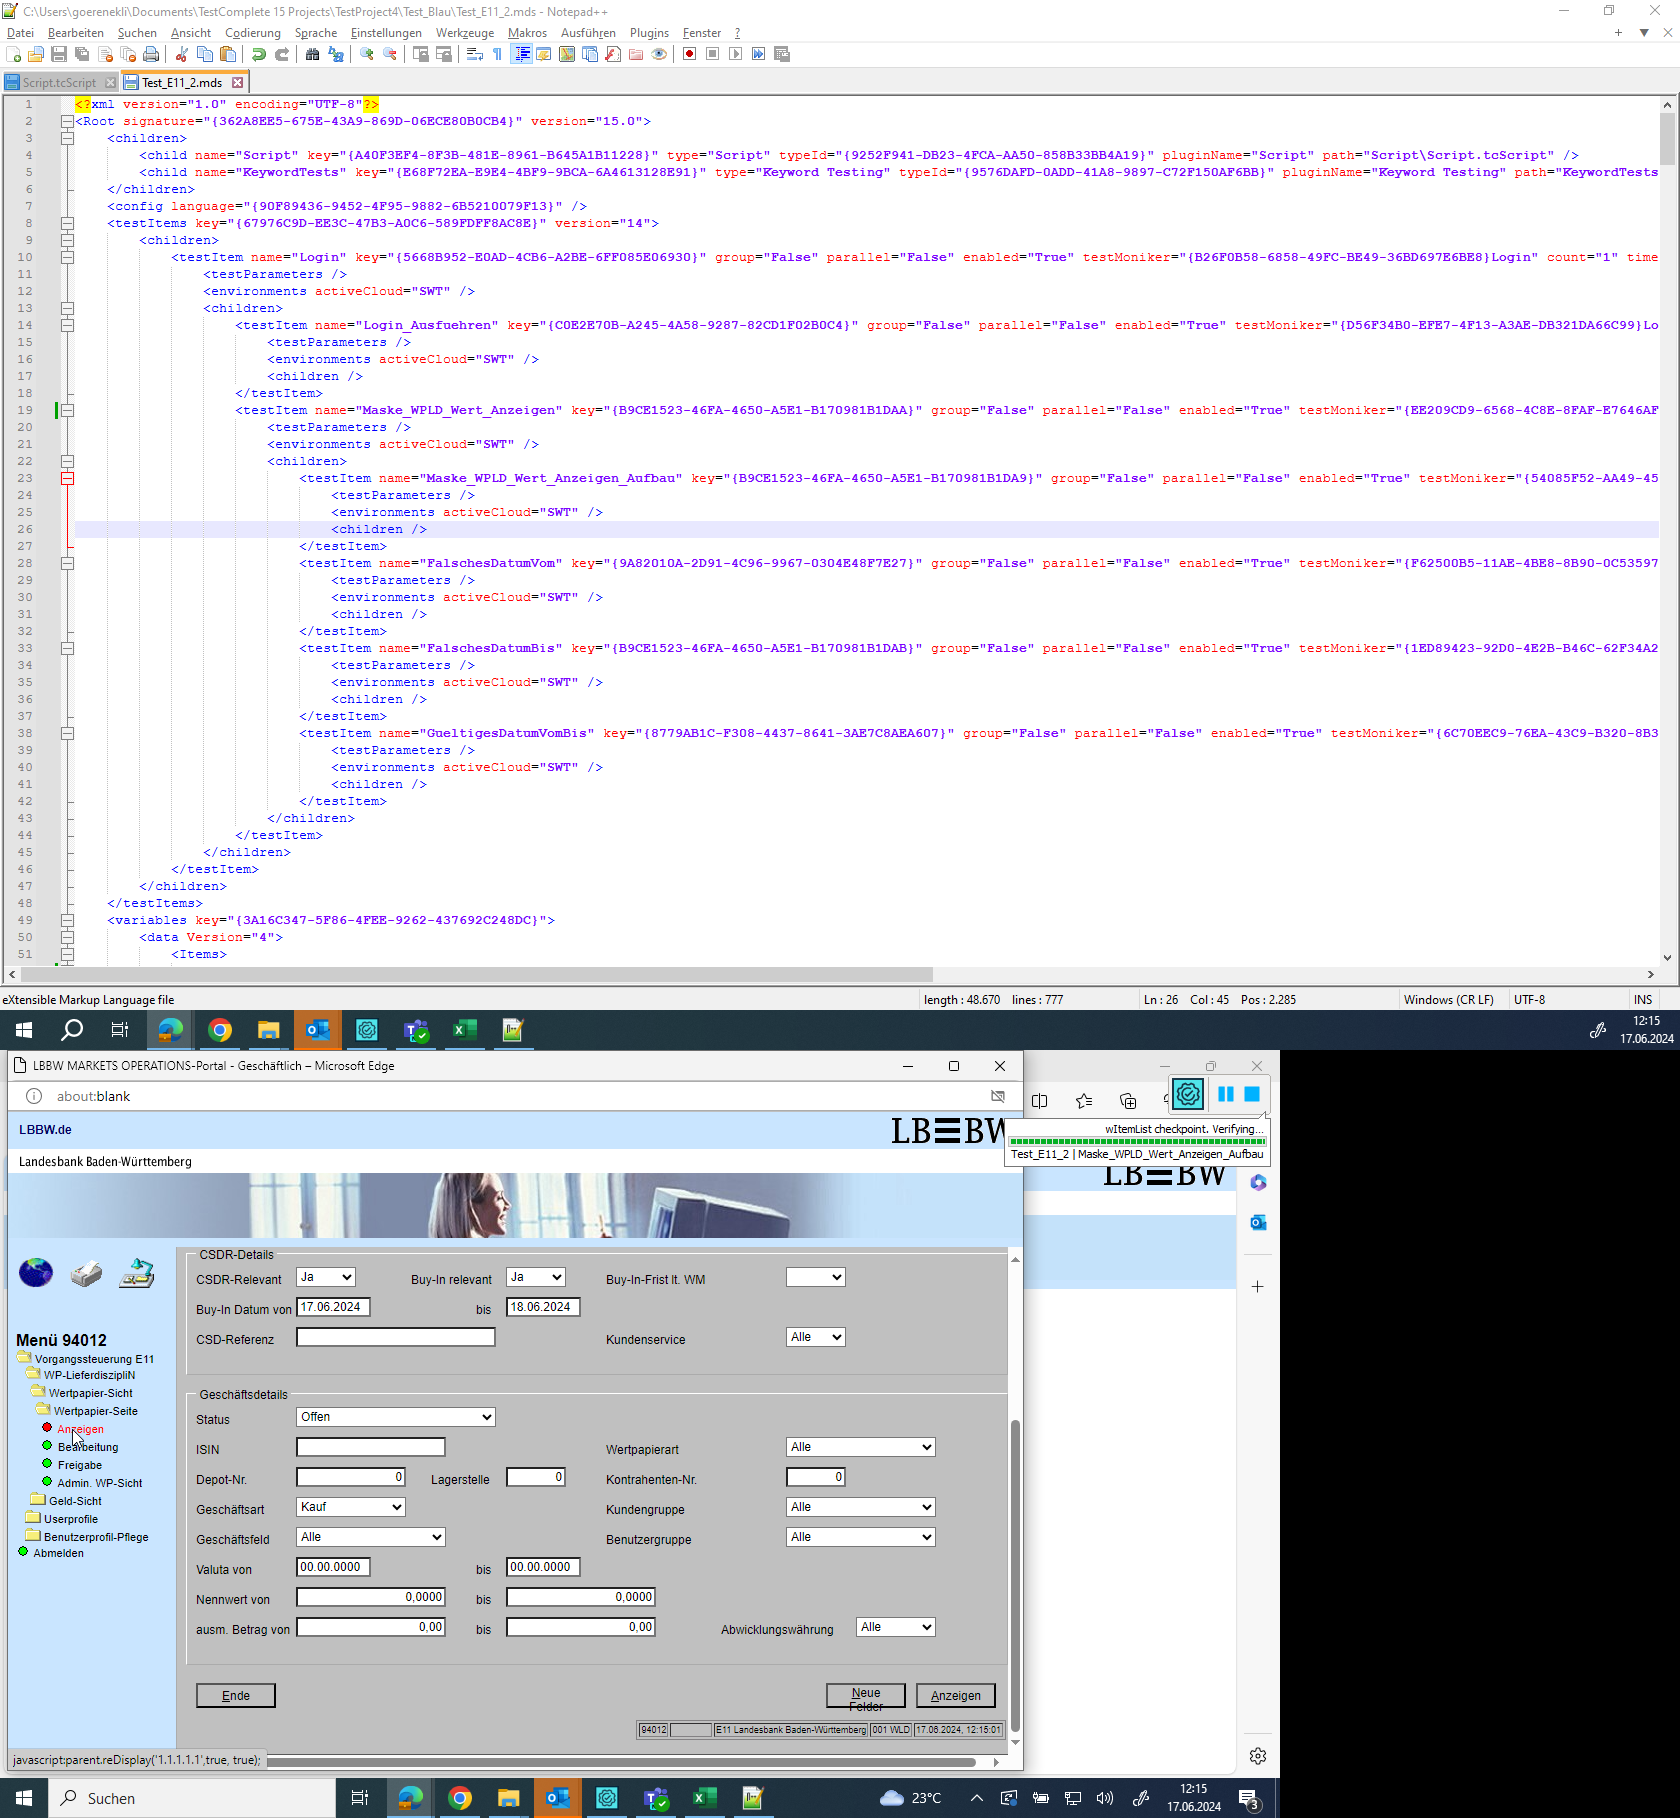 C:\Users\goerenekli\Documents\TestComplete 15 Projects\TestProject4\Test_Blau\Test_E11_2.mds - Notepad++
Datei Bearbeiten Suchen Ansicht Codierung Sprache Einstellungen Werkzeuge Makros Ausführen Plugins Fenster ?
Script.tcScript Test_E11_2.mds
1 <?xml version="1.0" encoding="UTF-8"?>
2 <Root signature="{362A8EE5-675E-43A9-869D-06ECE80B0CB4}" version="15.0">
3 <children>
4 <child name="Script" key="{A40F3EF4-8F3B-481E-8961-B645A1B11228}" type="Script" typeId="{9252F941-DB23-4FCA-AA50-858B33BB4A19}" pluginName="Script" path="Script\Script.tcScript" />
5 <child name="KeywordTests" key="{E68F72EA-E9E4-4BF9-9BCA-6A4613128E91}" type="Keyword Testing" typeId="{9576DAFD-0ADD-41A8-9897-C72F150AF6BB}" pluginName="Keyword Testing" path="KeywordTests
6 </children>
7 <config language="{90F89436-9452-4F95-9882-6B5210079F13}" />
8 <testItems key="{67976C9D-EE3C-47B3-A0C6-589FDFF8AC8E}" version="14">
9 <children>
10 <testItem name="Login" key="{5668B952-E0AD-4CB6-A2BE-6FF085E06930}" group="False" parallel="False" enabled="True" testMoniker="{B26F0B58-6858-49FC-BE49-36BD697E6BE8}Login" count="1" time
11 <testParameters />
12 <environments activeCloud="SWT" />
13 <children>
14 <testItem name="Login_Ausfuehren" key="{C0E2E70B-A245-4A58-9287-82CD1F02B0C4}" group="False" parallel="False" enabled="True" testMoniker="{D56F34B0-EFE7-4F13-A3AE-DB321DA66C99}Lo
15 <testParameters />
16 <environments activeCloud="SWT" />
17 <children />
18 </testItem>
19 <testItem name="Maske_WPLD_Wert_Anzeigen" key="{B9CE1523-46FA-4650-A5E1-B170981B1DAA}" group="False" parallel="False" enabled="True" testMoniker="{EE209CD9-6568-4C8E-8FAF-E7646AF
20 <testParameters />
21 <environments activeCloud="SWT" />
22 <children>
23 <testItem name="Maske_WPLD_Wert_Anzeigen_Aufbau" key="{B9CE1523-46FA-4650-A5E1-B170981B1DA9}" group="False" parallel="False" enabled="True" testMoniker="{54085F52-AA49-45
24 <testParameters />
25 <environments activeCloud="SWT" />
26 <children />
27 </testItem>
28 <testItem name="FalschesDatumVom" key="{9A82010A-2D91-4C96-9967-0304E48F7E27}" group="False" parallel="False" enabled="True" testMoniker="{F62500B5-11AE-4BE8-8B90-0C53597
29 <testParameters />
30 <environments activeCloud="SWT" />
31 <children />
32 </testItem>
33 <testItem name="FalschesDatumBis" key="{B9CE1523-46FA-4650-A5E1-B170981B1DAB}" group="False" parallel="False" enabled="True" testMoniker="{1ED89423-92D0-4E2B-B46C-62F34A2
34 <testParameters />
35 <environments activeCloud="SWT" />
36 <children />
37 </testItem>
38 <testItem name="GueltigesDatumVomBis" key="{8779AB1C-F308-4437-8641-3AE7C8AEA607}" group="False" parallel="False" enabled="True" testMoniker="{6C70EEC9-76EA-43C9-B320-8B3
39 <testParameters />
40 <environments activeCloud="SWT" />
41 <children />
42 </testItem>
43 </children>
44 </testItem>
45 </children>
46 </testItem>
47 </children>
48 </testItems>
49 <variables key="{3A16C347-5F86-4FEE-9262-437692C248DC}">
50 <data Version="4">
51 <Items>
eXtensible Markup Language file length : 48.670 lines : 777 Ln : 26 Col : 45 Pos : 2.285 Windows (CR LF) UTF-8 INS
12:15
17.06.2024
LBBW MARKETS OPERATIONS-Portal - Geschäftlich – Microsoft Edge
about:blank
LBBW.de
LB BW
Landesbank Baden-Württemberg
wItemList checkpoint. Verifying...
Test_E11_2 | Maske_WPLD_Wert_Anzeigen_Aufbau
LB BW
Menü 94012
Vorgangssteuerung E11
WP-LieferdiszipliN
Wertpapier-Sicht
Wertpapier-Seite
Anzeigen
Bearbeitung
Freigabe
Admin. WP-Sicht
Geld-Sicht
Userprofile
Benutzerprofil-Pflege
Abmelden
CSDR-Details
CSDR-Relevant Ja Buy-In relevant Ja Buy-In-Frist lt. WM
Buy-In Datum von 17.06.2024 bis 18.06.2024
CSD-Referenz Kundenservice Alle
Geschäftsdetails
Status Offen
ISIN Wertpapierart Alle
Depot-Nr. 0 Lagerstelle 0 Kontrahenten-Nr. 0
Geschäftsart Kauf Kundengruppe Alle
Geschäftsfeld Alle Benutzergruppe Alle
Valuta von 00.00.0000 bis 00.00.0000
Nennwert von 0,0000 bis 0,0000
ausm. Betrag von 0,00 bis 0,00 Abwicklungswährung Alle
Ende Neue Felder Anzeigen
94012 E11 Landesbank Baden-Württemberg 001 WLD 17.06.2024, 12:15:01
javascript:parent.reDisplay('1.1.1.1.1',true, true);
Suchen 23°C 12:15
17.06.2024 3